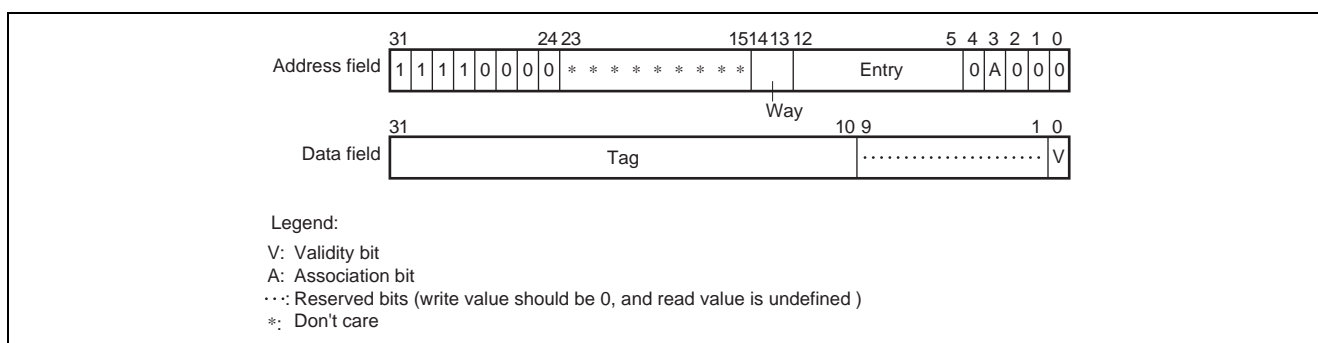 31 24 23 15 14 13 12 5 4 3 2 1 0
Address field 1 1 1 1 0 0 0 0 * * * * * * * * * Entry 0 A 0 0 0
Way
31 10 9 1 0
Data field Tag ........................ V
Legend:
V: Validity bit
A: Association bit
···: Reserved bits (write value should be 0, and read value is undefined )
*: Don't care